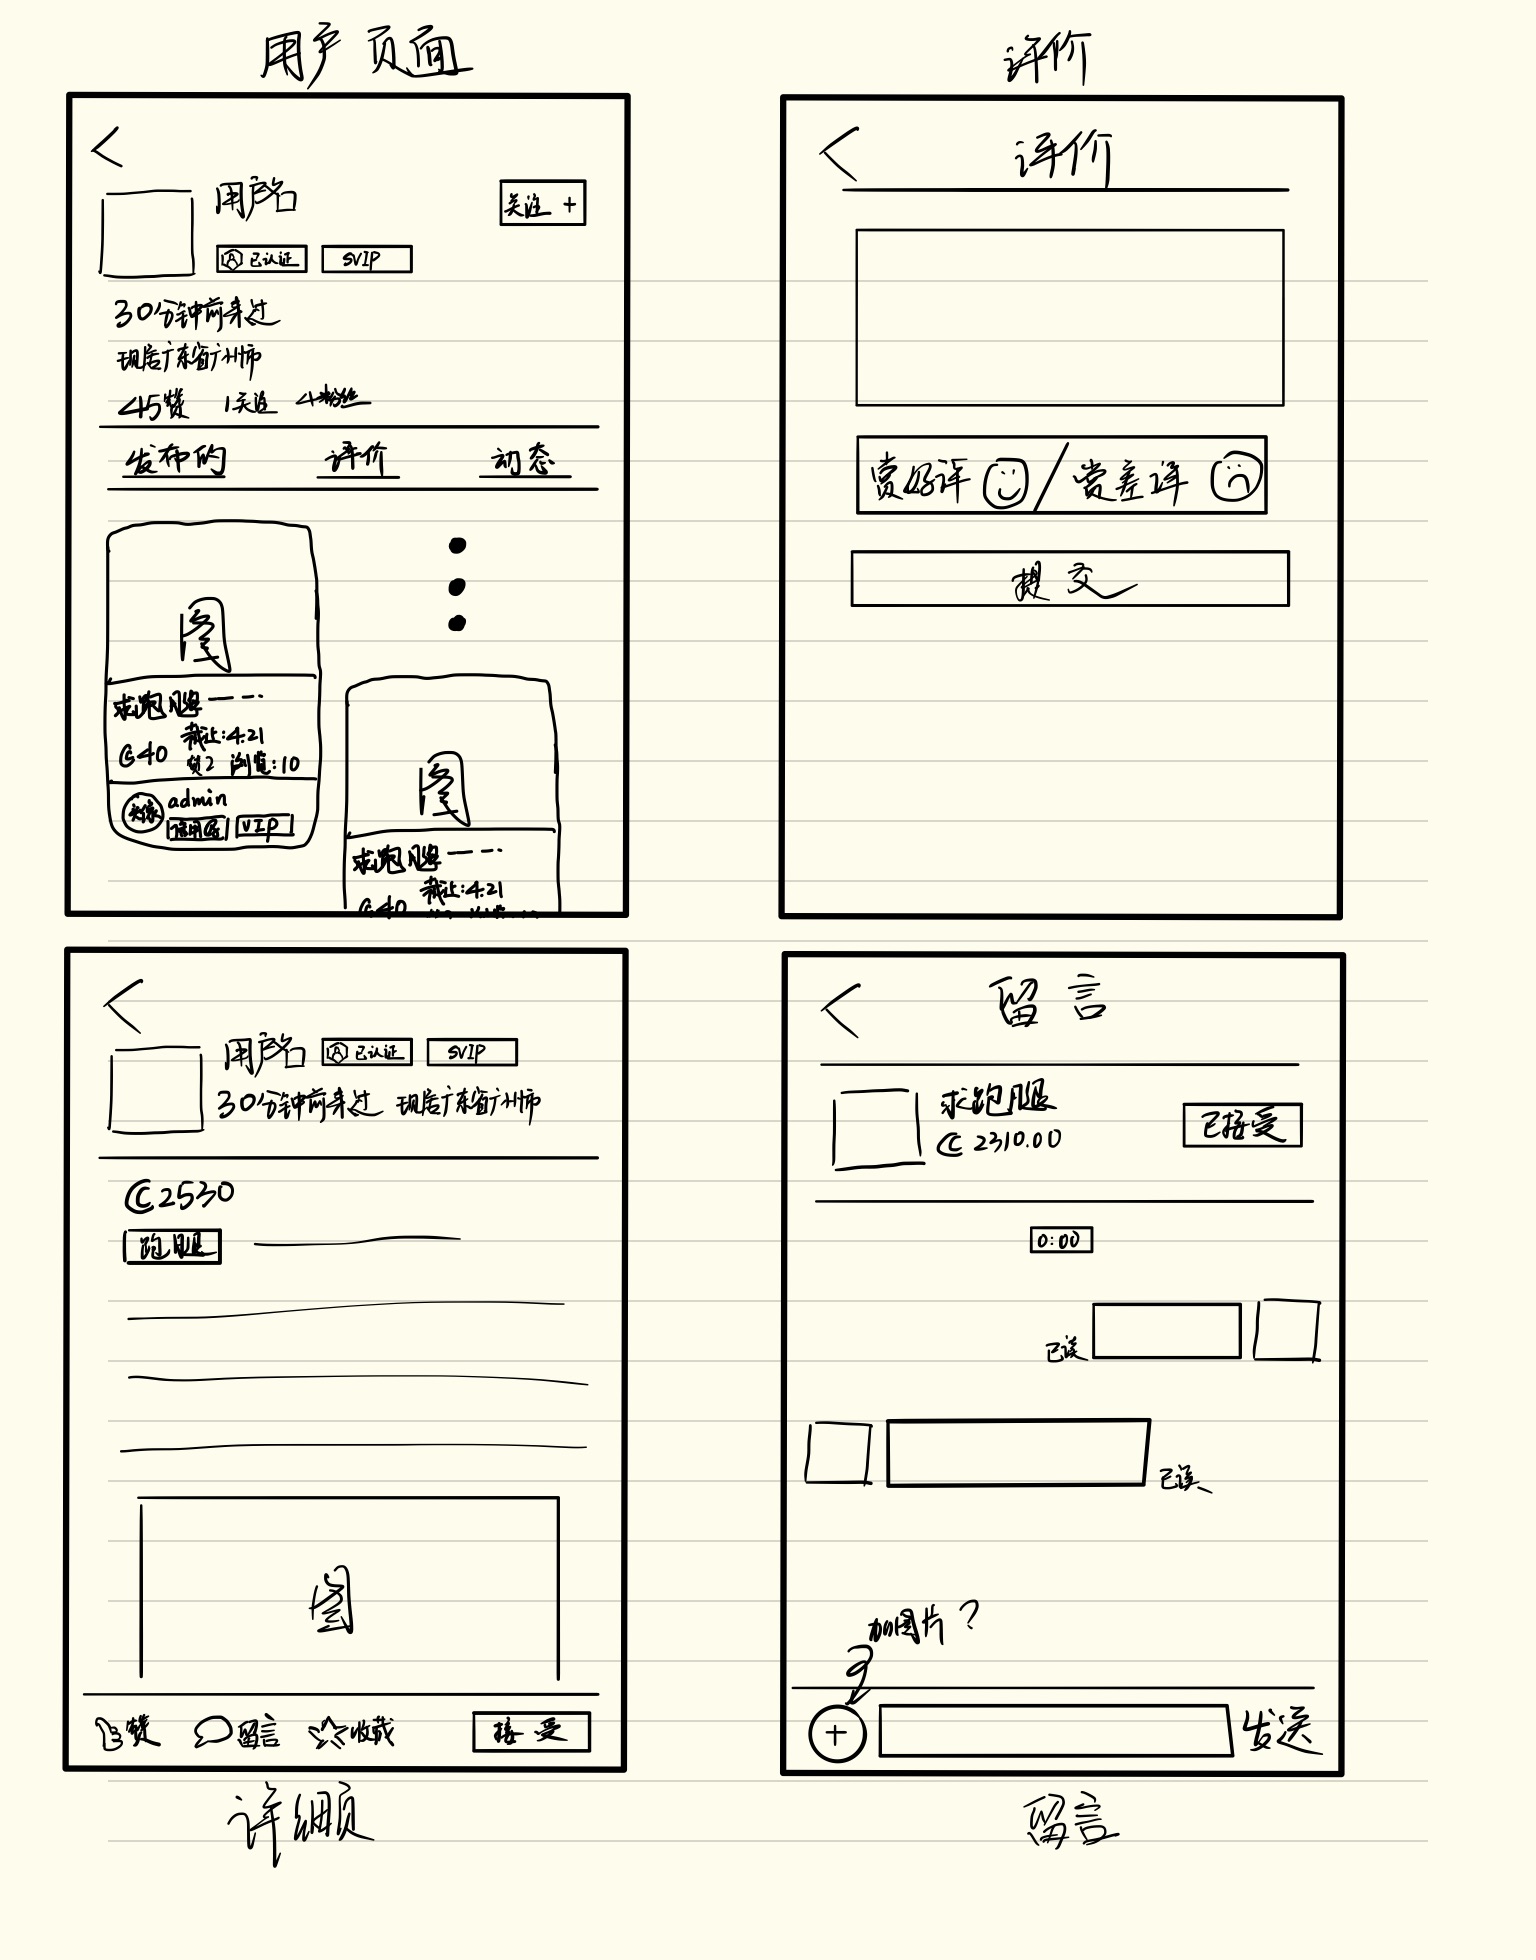 用户页面
<
用户名
关注 +
已认证
SVIP
30分钟前来过
现居广东省广州市
45赞 1关注 4粉丝
发布的 评价 动态
图
求跑腿
截止:4.21
40
赞2 浏览:10
头像 admin
VIP
图
求跑腿
截止:4.21
评价
<
评价
赏好评 / 赏差评
提交
<
用户名 已认证 SVIP
30分钟前来过 现居广东省广州市
©2530
跑腿
图
赞 留言 收藏 接受
详细页
< 留言
求跑腿
© 2310.00
已接受
0:00
已读
已读
加图片?
+ 发送
留言